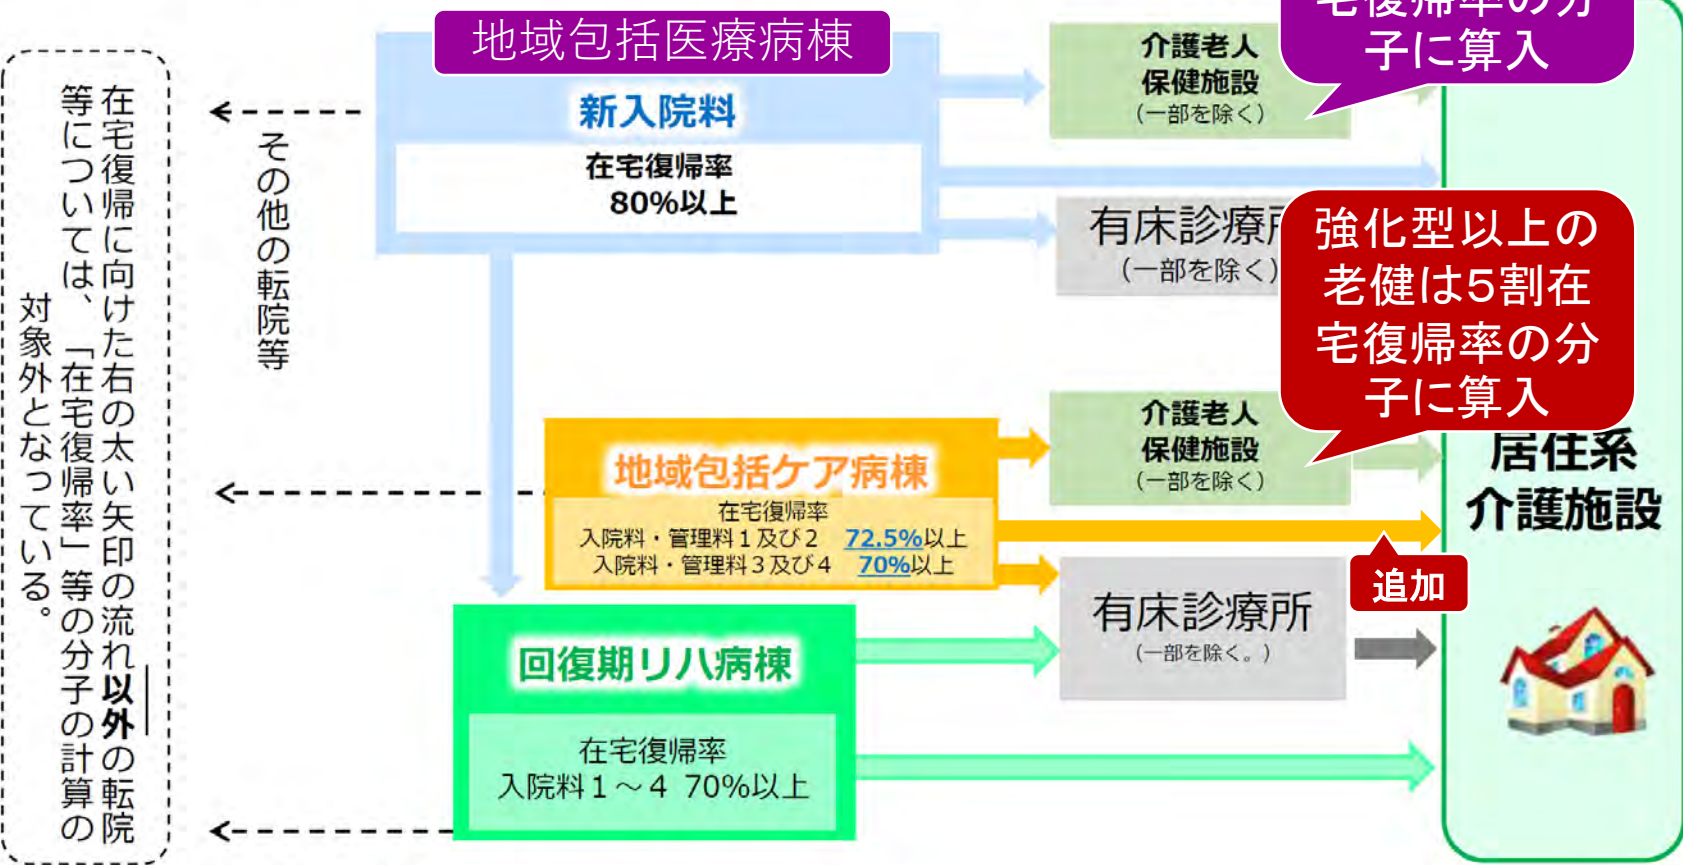 在宅復帰に向けた右の太い矢印の流れ以外の転院
等については、「在宅復帰率」等の分子の計算の
対象外となっている。
その他の転院等
地域包括医療病棟
新入院料
在宅復帰率
80%以上
介護老人
保健施設
(一部を除く)
宅復帰率の分
子に算入
有床診療所
(一部を除く)
強化型以上の
老健は5割在
宅復帰率の分
子に算入
地域包括ケア病棟
在宅復帰率
入院料・管理料1及び2 72.5%以上
入院料・管理料3及び4 70%以上
介護老人
保健施設
(一部を除く)
居住系
介護施設
追加
有床診療所
(一部を除く。)
回復期リハ病棟
在宅復帰率
入院料1～4 70%以上